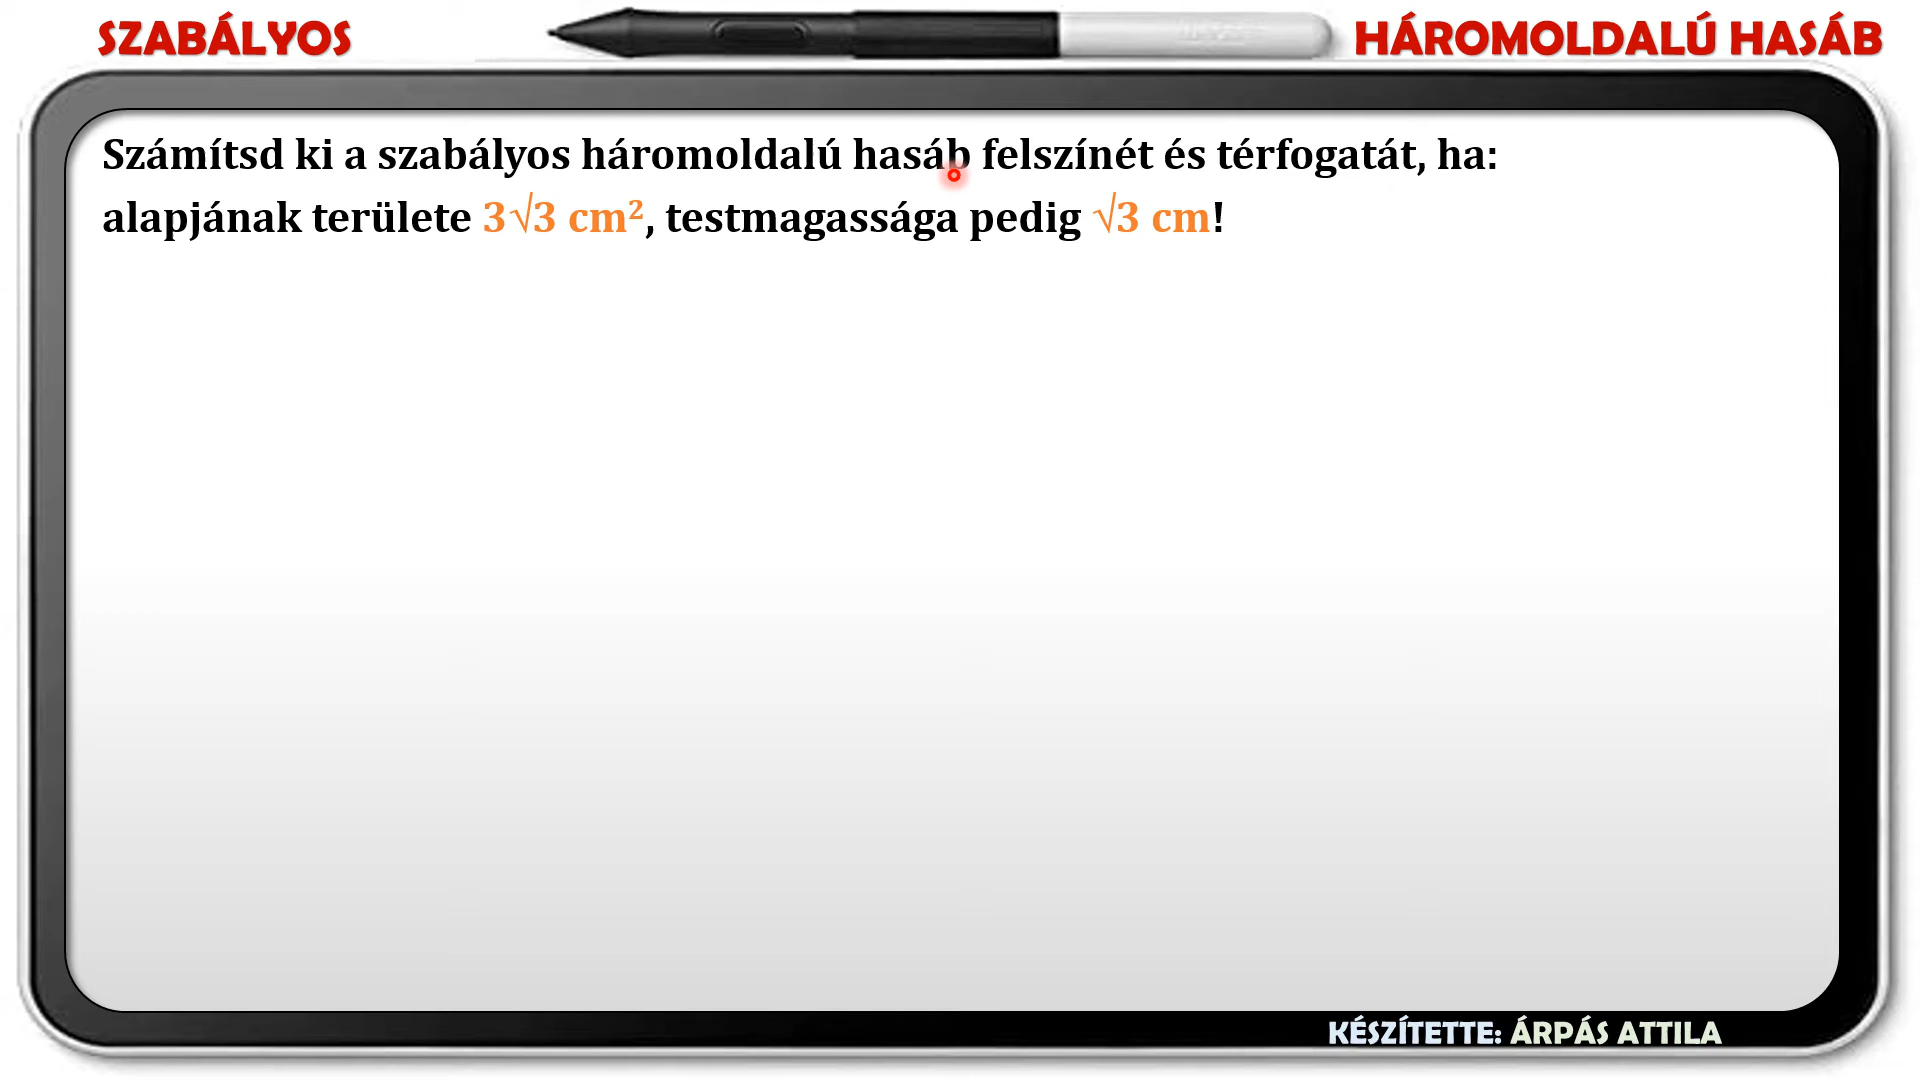 SZABÁLYOS
HÁROMOLDALÚ HASÁB
Számítsd ki a szabályos háromoldalú hasáb felszínét és térfogatát, ha:
alapjának területe 3√3 cm², testmagassága pedig √3 cm!
KÉSZÍTETTE: ÁRPÁS ATTILA